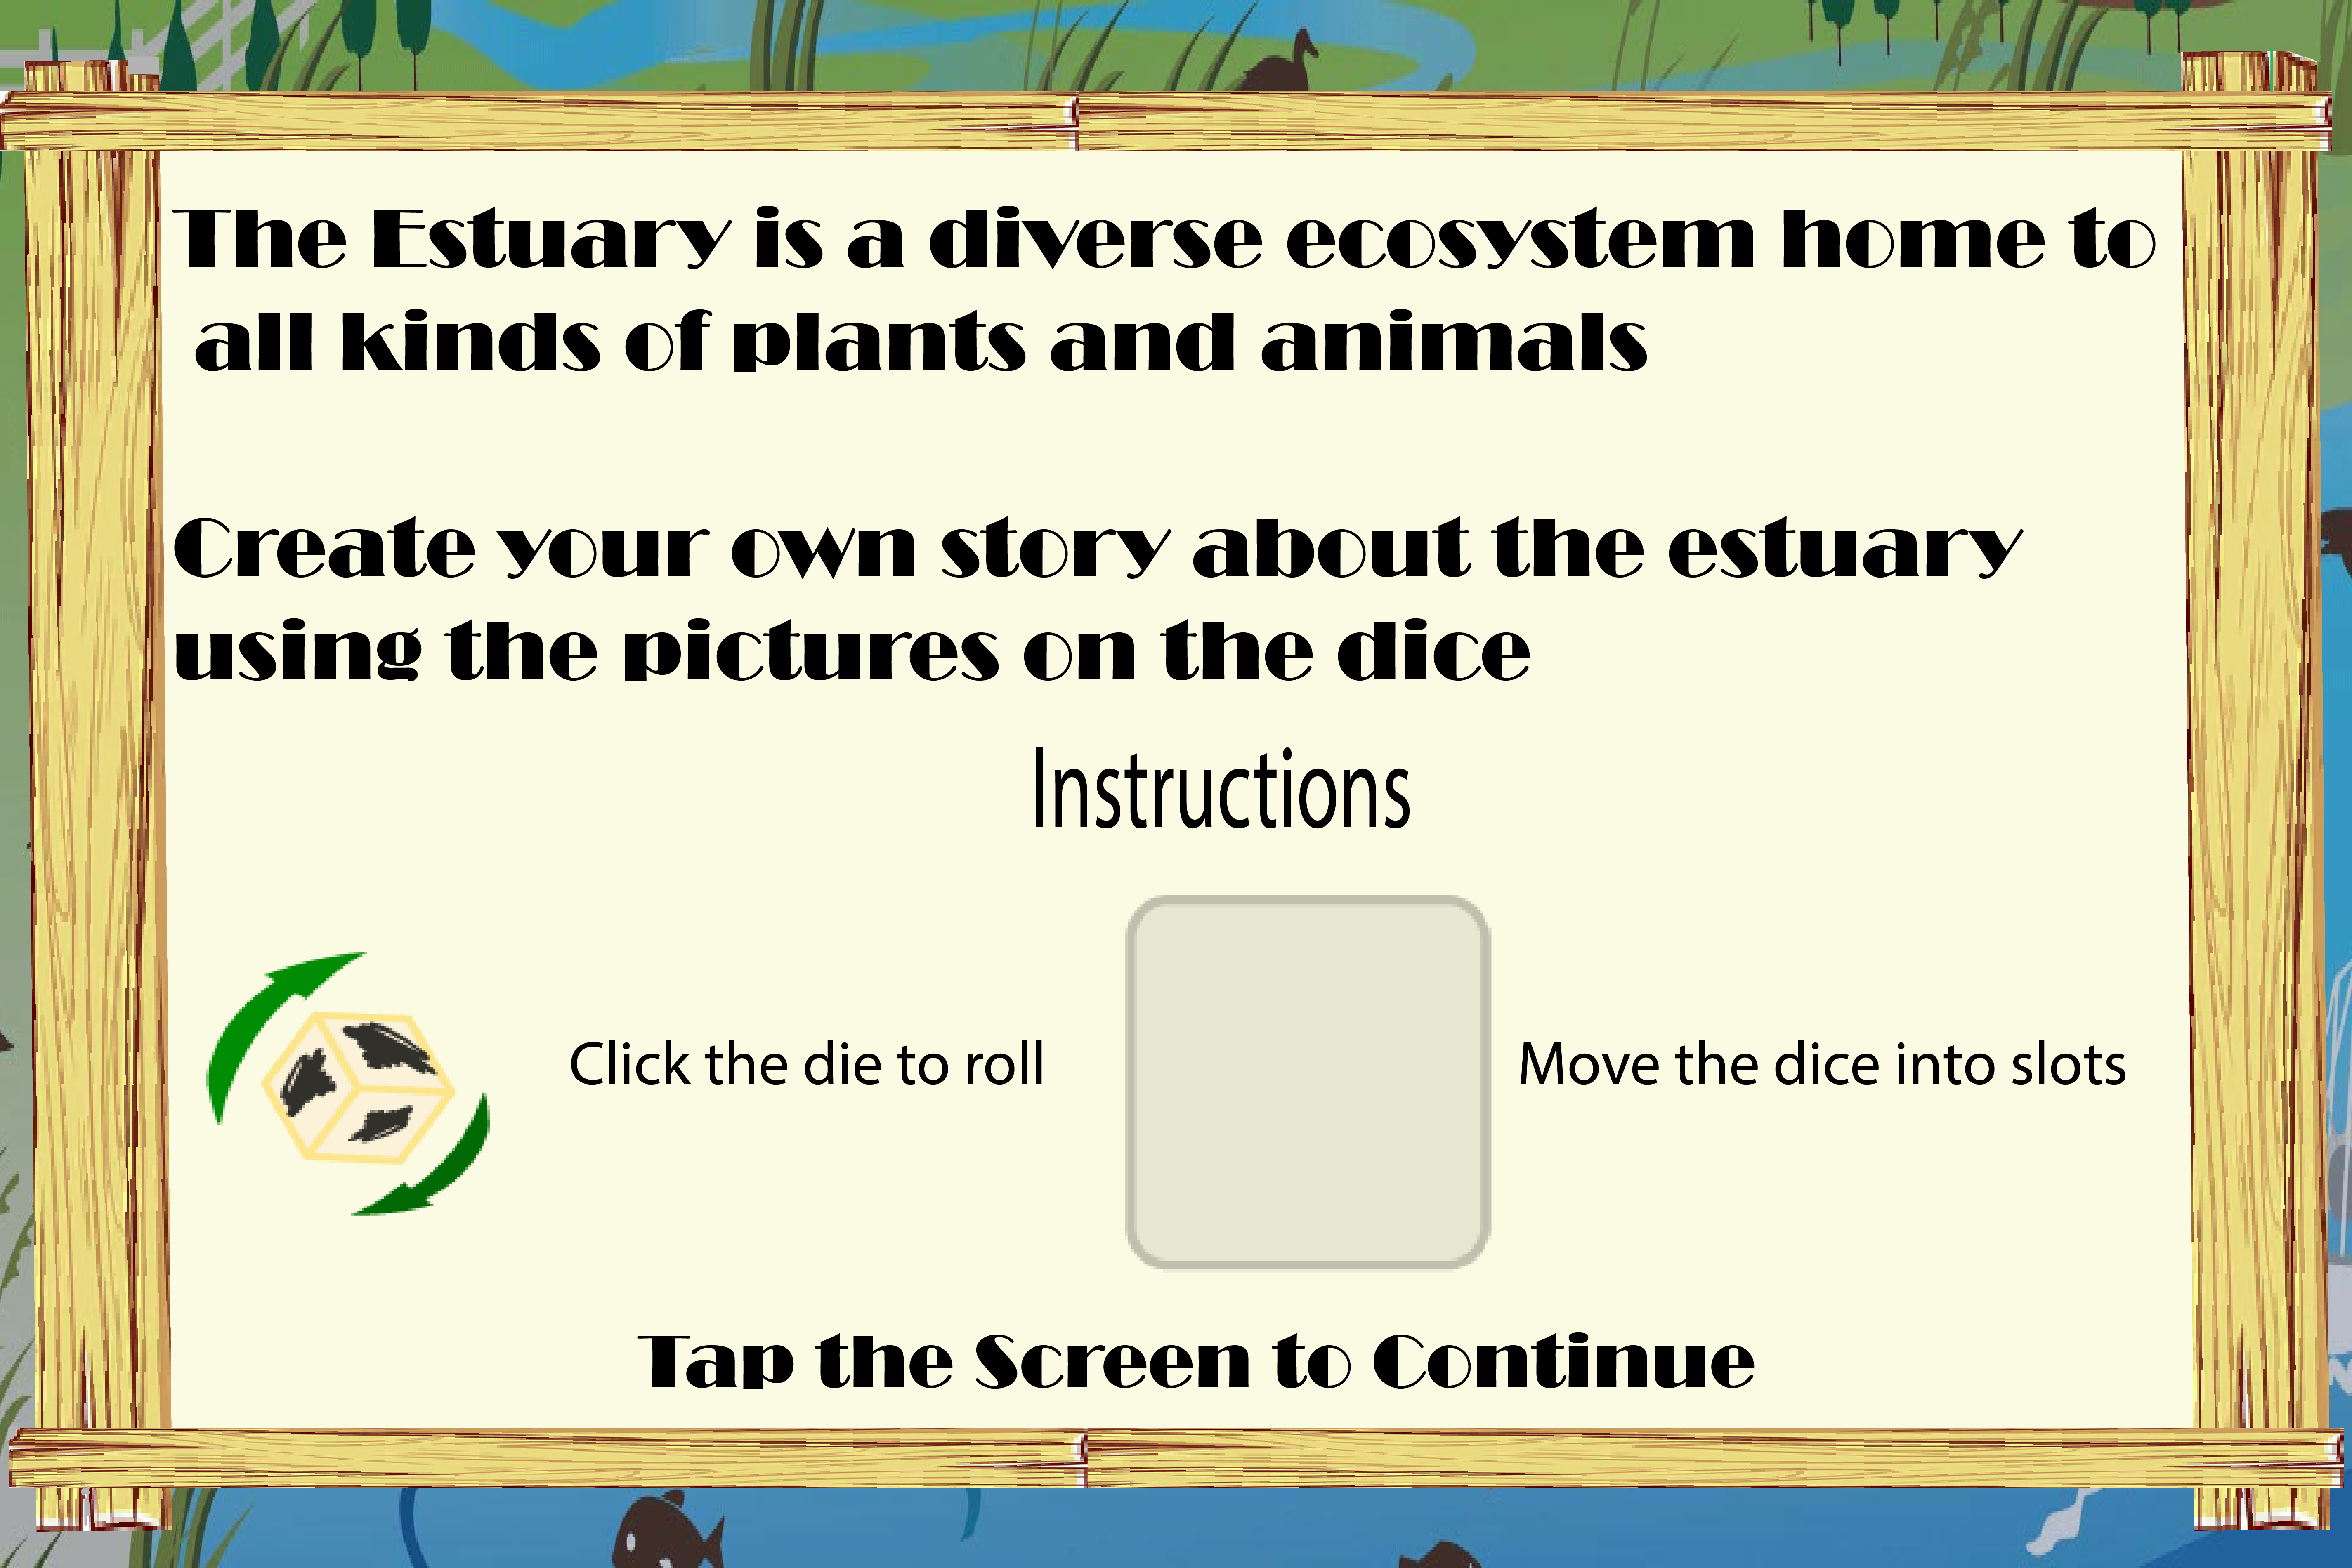 The Estuary is a diverse ecosystem home to
all kinds of plants and animals
Create your own story about the estuary
using the pictures on the dice
Instructions
Click the die to roll
Move the dice into slots
Tap the Screen to Continue